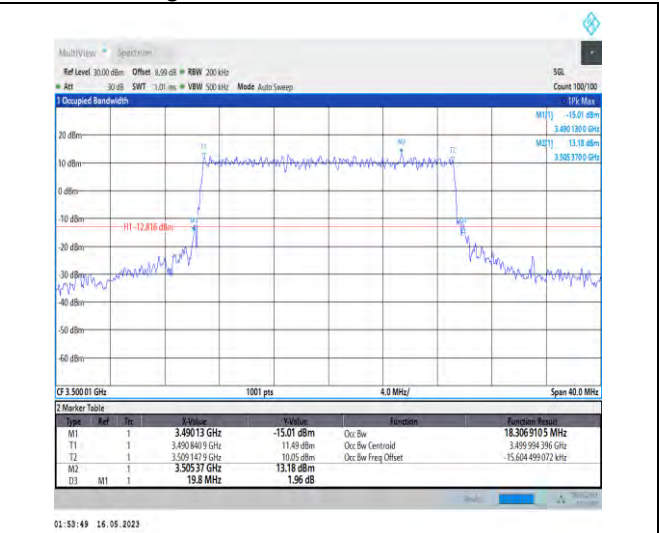 MultiView Spectrum
Ref Level 30.00 dBm Offset 8.99 dB RBW 200 kHz SGL
Att 30 dB SWT 1.01 ms VBW 500 kHz Mode Auto Sweep Count 100/100
1 Occupied Bandwidth 1Pk Max
M1[1] -15.01 dBm
3.490 130 0 GHz
M2[1] 13.18 dBm
3.505 370 0 GHz
20 dBm
T1 M2 T2
10 dBm
0 dBm
-10 dBm
H1 -12.816 dBm
-20 dBm
-30 dBm
-40 dBm
-50 dBm
-60 dBm
CF 3.500 01 GHz 1001 pts 4.0 MHz/ Span 40.0 MHz
2 Marker Table
Type Ref Trc X-Value Y-Value Function Function Result
M1 1 3.49013 GHz -15.01 dBm Occ Bw 18.306 910 5 MHz
T1 1 3.490 840 9 GHz 11.49 dBm Occ Bw Centroid 3.499 994 396 GHz
T2 1 3.509 147 9 GHz 10.05 dBm Occ Bw Freq Offset -15.604 499 072 kHz
M2 1 3.50537 GHz 13.18 dBm
D3 M1 1 19.8 MHz 1.96 dB
01:53:49 16.05.2023